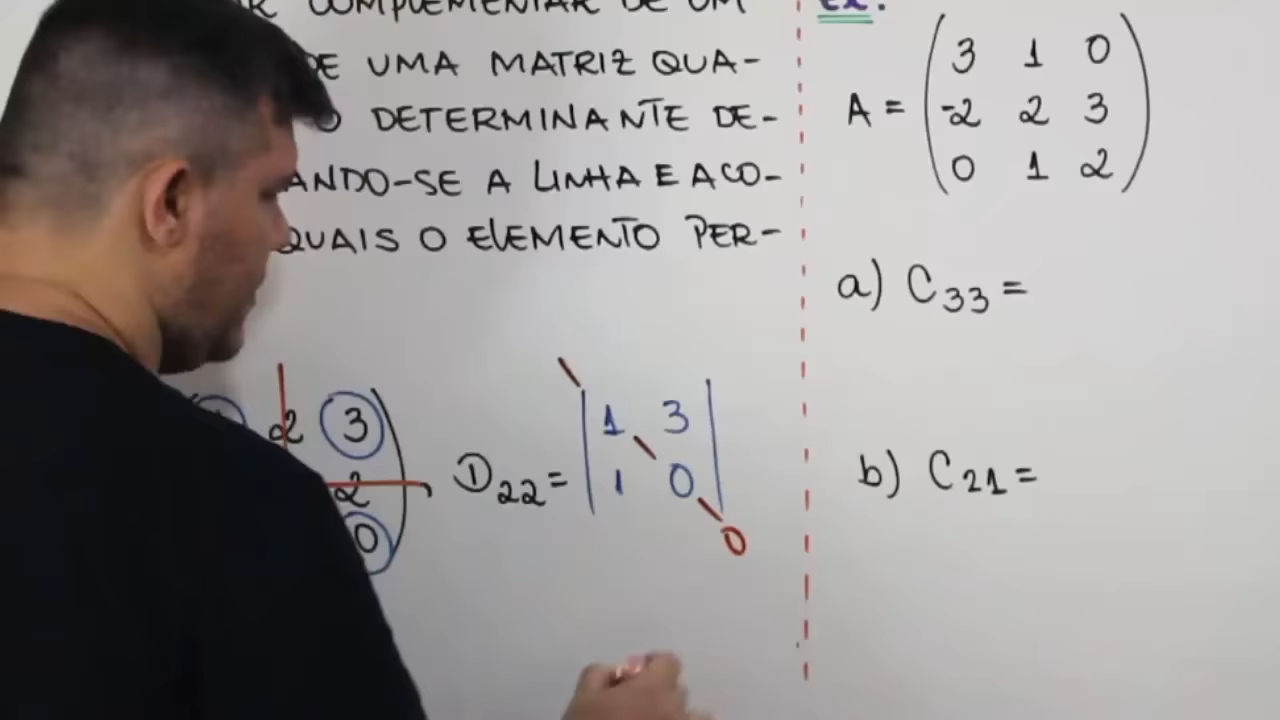 COMPLEMENTAR DE UM
DE UMA MATRIZ QUA-
O DETERMINANTE DE-
ANDO-SE A LINHA E A CO-
QUAIS O ELEMENTO PER-
2 3
2
0
D22 =
1 3
1 0
0
Ex:
A =
3 1 0
-2 2 3
0 1 2
a) C33 =
b) C21 =